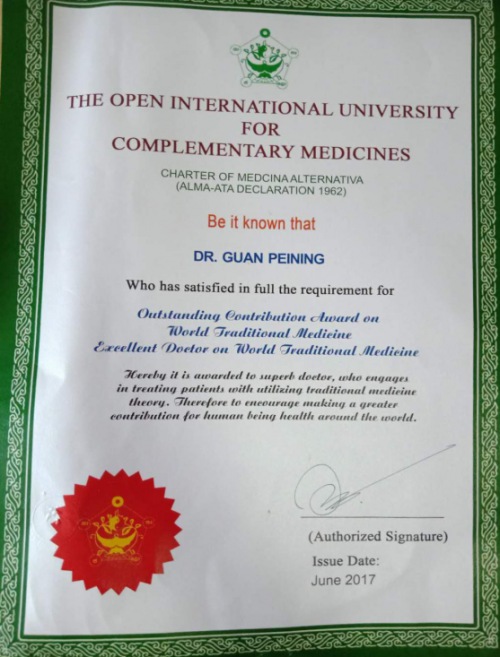 THE OPEN INTERNATIONAL UNIVERSITY
FOR
COMPLEMENTARY MEDICINES
CHARTER OF MEDCINA ALTERNATIVA
(ALMA-ATA DECLARATION 1962)
Be it known that
DR. GUAN PEINING
Who has satisfied in full the requirement for
Outstanding Contribution Award on
World Traditional Medicine
Excellent Doctor on World Traditional Medicine
Hereby it is awarded to superb doctor, who engages
in treating patients with utilizing traditional medicine
theory. Therefore to encourage making a greater
contribution for human being health around the world.
(Authorized Signature)
Issue Date:
June 2017